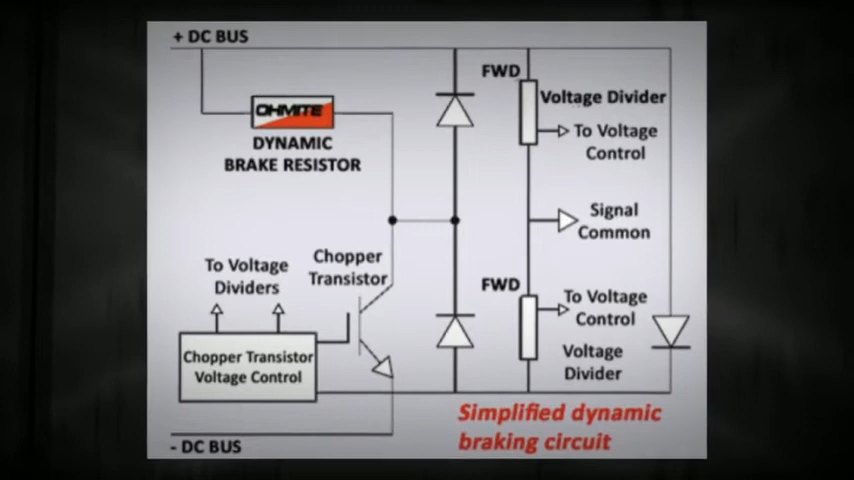 + DC BUS
FWD
OHMITE
Voltage Divider
To Voltage
Control
DYNAMIC
BRAKE RESISTOR
Signal
Common
Chopper
Transistor
To Voltage
Dividers
FWD
To Voltage
Control
Chopper Transistor
Voltage Control
Voltage
Divider
Simplified dynamic
braking circuit
- DC BUS